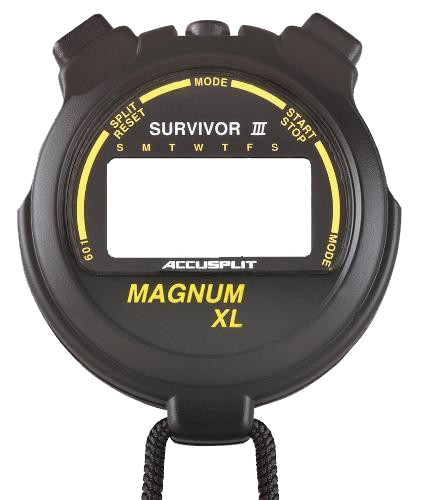 MODE
SPLIT
RESET
START
STOP
SURVIVOR III
S M T W T F S
601
MODE
ACCUSPLIT
MAGNUM
XL